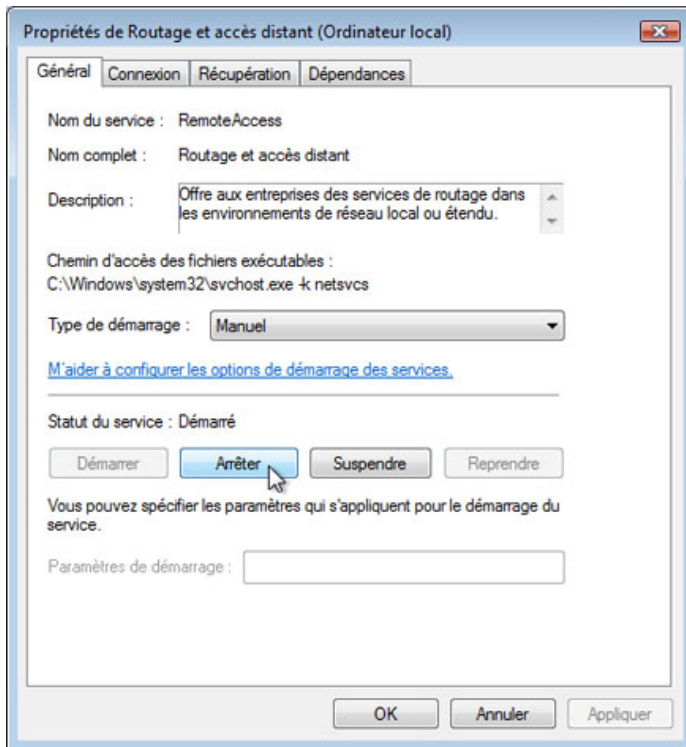 Propriétés de Routage et accès distant (Ordinateur local)
Général Connexion Récupération Dépendances
Nom du service : RemoteAccess
Nom complet : Routage et accès distant
Description : Offre aux entreprises des services de routage dans
les environnements de réseau local ou étendu.
Chemin d'accès des fichiers exécutables :
C:\Windows\system32\svchost.exe -k netsvcs
Type de démarrage : Manuel
M'aider à configurer les options de démarrage des services.
Statut du service : Démarré
Démarrer Arrêter Suspendre Reprendre
Vous pouvez spécifier les paramètres qui s'appliquent pour le démarrage du
service.
Paramètres de démarrage :
OK Annuler Appliquer